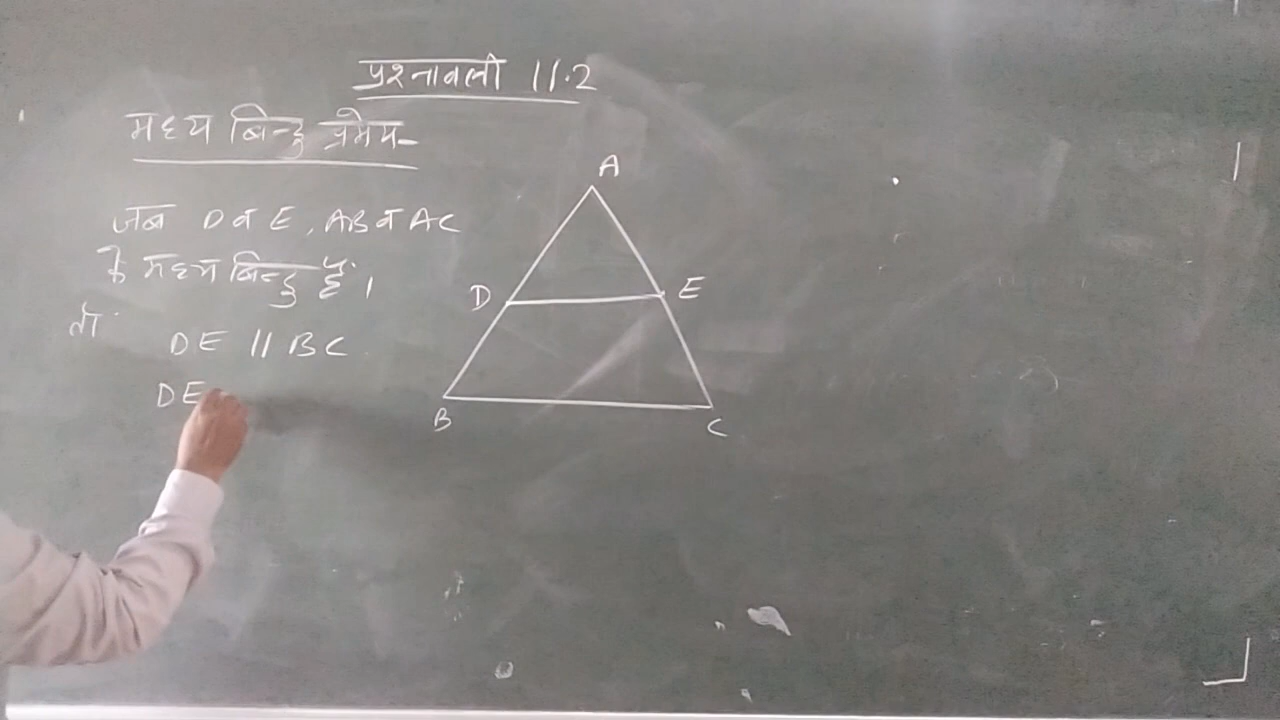 प्रश्नावली 11.2
मध्य बिन्दु प्रमेय-
जब D व E, AB व AC
के मध्य बिन्दु हैं।
तो
DE || BC
DE
A
D
E
B
C